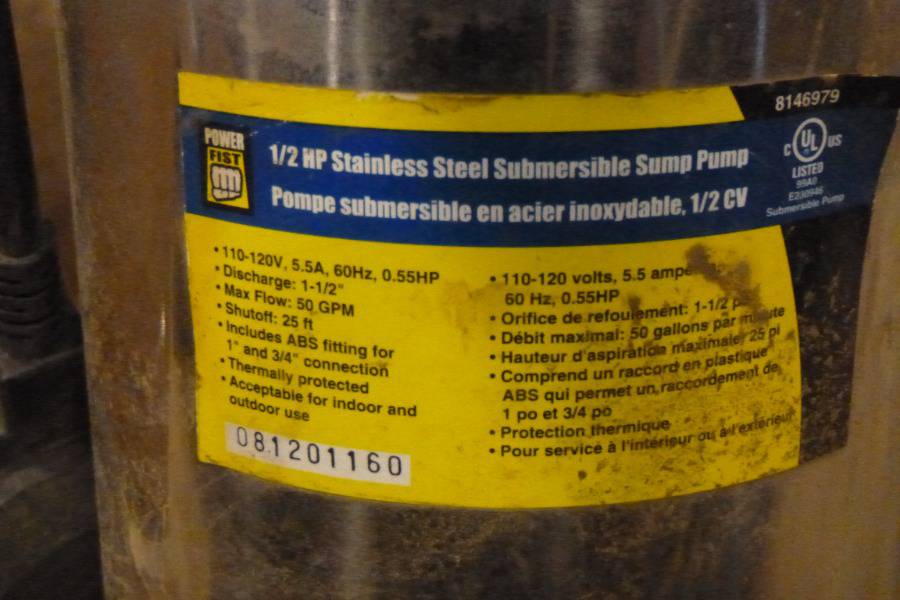 8146979
POWER
FIST
1/2 HP Stainless Steel Submersible Sump Pump
Pompe submersible en acier inoxydable, 1/2 CV
C UL US
LISTED
99A0
E230946
Submersible Pump
• 110-120V, 5.5A, 60Hz, 0.55HP
• Discharge: 1-1/2"
• Max Flow: 50 GPM
• Shutoff: 25 ft
• Includes ABS fitting for
1" and 3/4" connection
• Thermally protected
• Acceptable for indoor and
outdoor use
081201160
• 110-120 volts, 5.5
60 Hz, 0.55HP
• Orifice de refoulement: 1-1/2
• Débit maximal: 50 gallons par minute
• Hauteur d'aspiration maximale: 25 pi
• Comprend un raccord en plastique
ABS qui permet un raccordement de
1 po et 3/4 po
• Protection thermique
• Pour service à l'intérieur ou à l'extérieur